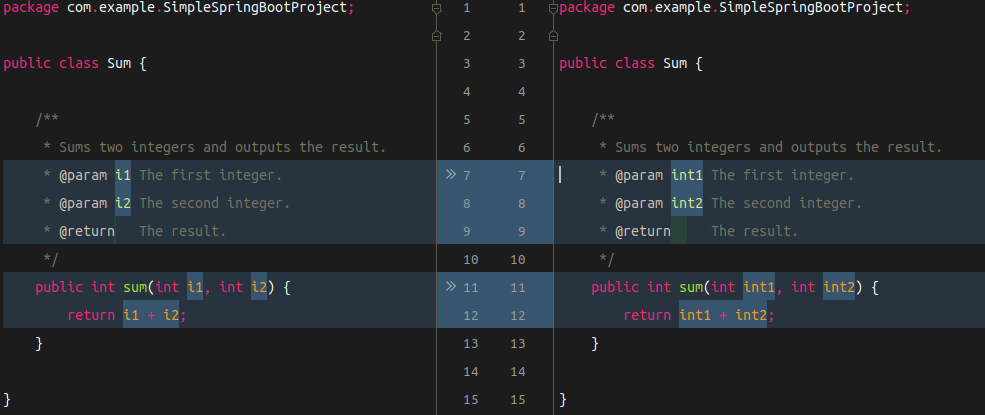 package com.example.SimpleSpringBootProject; 1 1 package com.example.SimpleSpringBootProject;
2 2
public class Sum { 3 3 public class Sum {
4 4
/** 5 5 /**
* Sums two integers and outputs the result. 6 6 * Sums two integers and outputs the result.
* @param i1 The first integer. » 7 7 * @param int1 The first integer.
* @param i2 The second integer. 8 8 * @param int2 The second integer.
* @return   The result. 9 9 * @return     The result.
*/ 10 10 */
public int sum(int i1, int i2) { » 11 11 public int sum(int int1, int int2) {
return i1 + i2; 12 12 return int1 + int2;
} 13 13 }
14 14
} 15 15 }